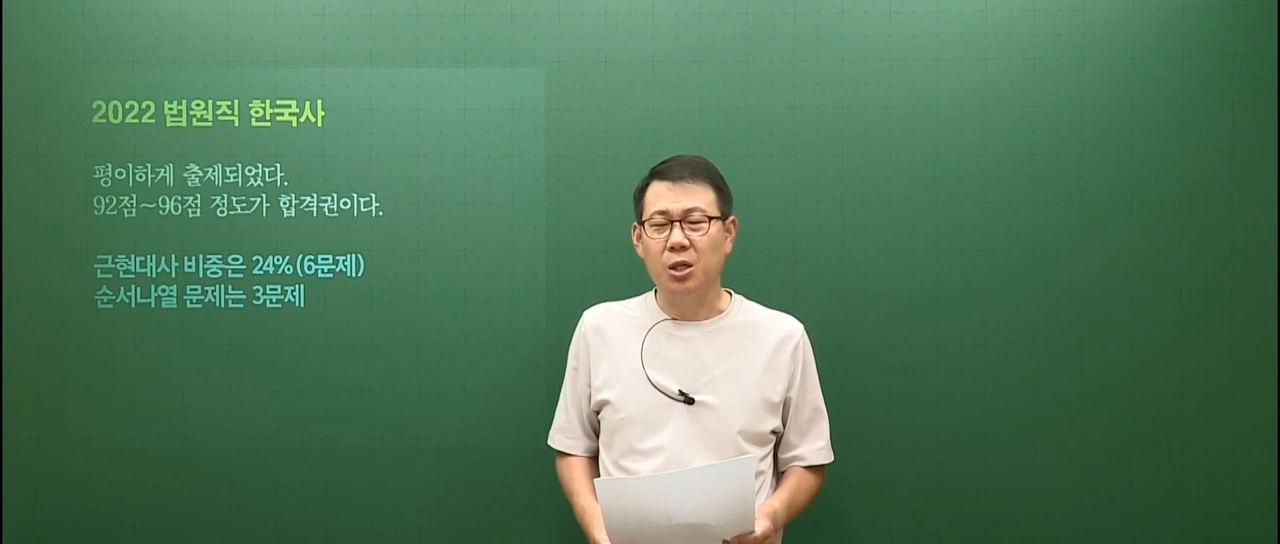 2022 법원직 한국사
평이하게 출제되었다.
92점~96점 정도가 합격권이다.
근현대사 비중은 24%(6문제)
순서나열 문제는 3문제